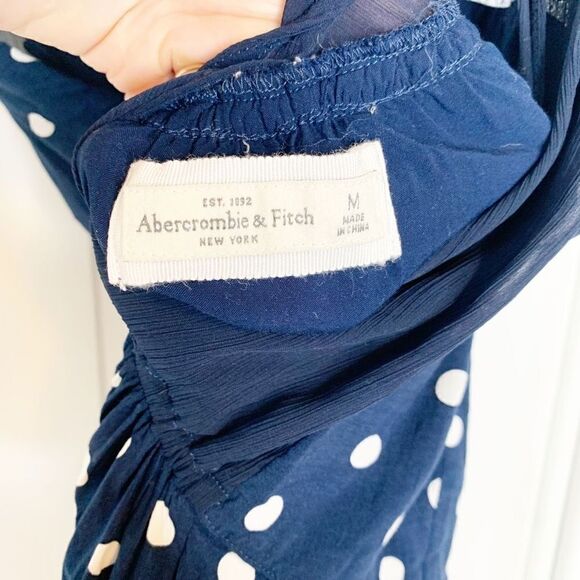 EST. 1892
Abercrombie & Fitch
NEW YORK
M
MADE
IN CHINA